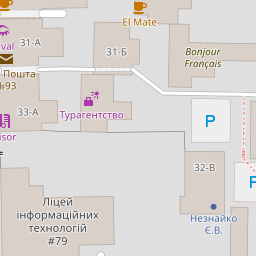 El Mate
31-А
31-Б
Bonjour
Français
Пошта
№93
33-А
Турагентство
P
32-В
P
Незнайко
Є.В.
Ліцей
інформаційних
технологій
#79